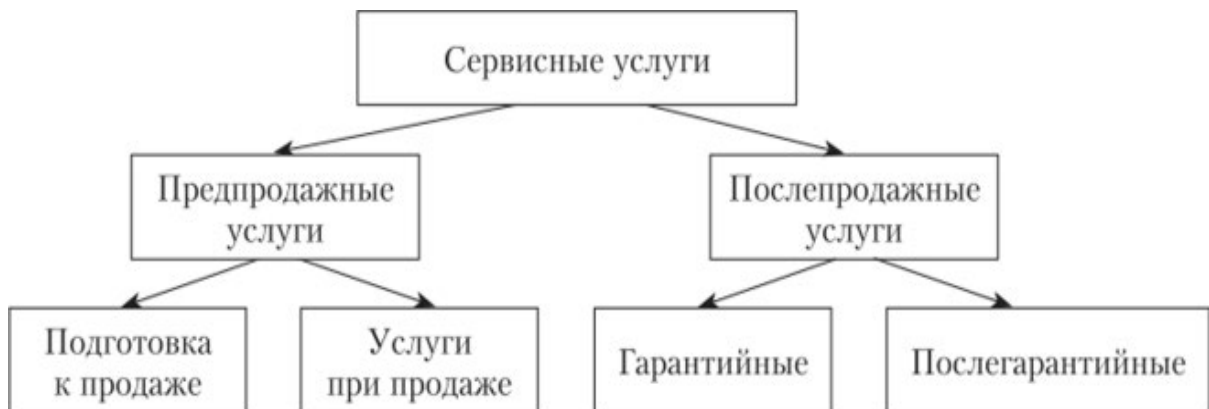 Сервисные услуги
Предпродажные
услуги
Послепродажные
услуги
Подготовка
к продаже
Услуги
при продаже
Гарантийные
Послегарантийные